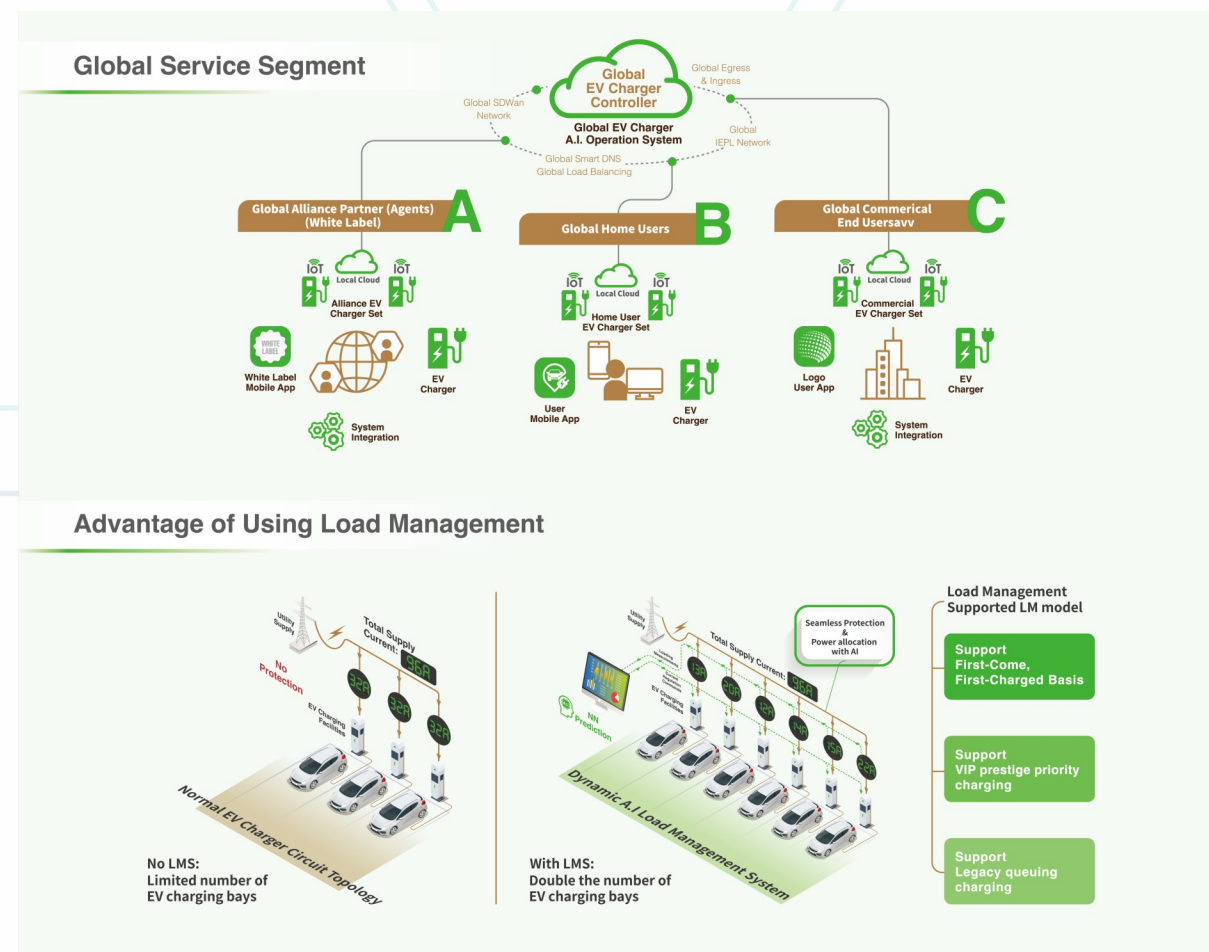 Global Service Segment
Global
EV Charger
Controller
Global EV Charger
A.I. Operation System
Global Egress
& Ingress
Global SDWan
Network
Global
IEPL Network
Global Smart DNS
Global Load Balancing
Global Alliance Partner (Agents)
(White Label)
A
IoT
IoT
Local Cloud
Alliance EV
Charger Set
WHITE
LABEL
White Label
Mobile App
EV
Charger
System
Integration
Global Home Users
B
IoT
IoT
Local Cloud
Home User
EV Charger Set
User
Mobile App
EV
Charger
Global Commerical
End Usersavv
C
IoT
IoT
Local Cloud
Commercial
EV Charger Set
Logo
User App
EV
Charger
System
Integration
Advantage of Using Load Management
Utility
Supply
Total Supply
Current:
96A
No
Protection
32A
32A
32A
EV Charging
Facilities
Normal EV Charger Circuit Topology
No LMS:
Limited number of
EV charging bays
Utility
Supply
Total Supply Current:
96A
Seamless Protection
&
Power allocation
with AI
Loading
Current
EV Charging
Facilities
13A
20A
12A
14A
15A
22A
NN
Prediction
Dynamic A.I Load Management System
With LMS:
Double the number of
EV charging bays
Load Management
Supported LM model
Support
First-Come,
First-Charged Basis
Support
VIP prestige priority
charging
Support
Legacy queuing
charging